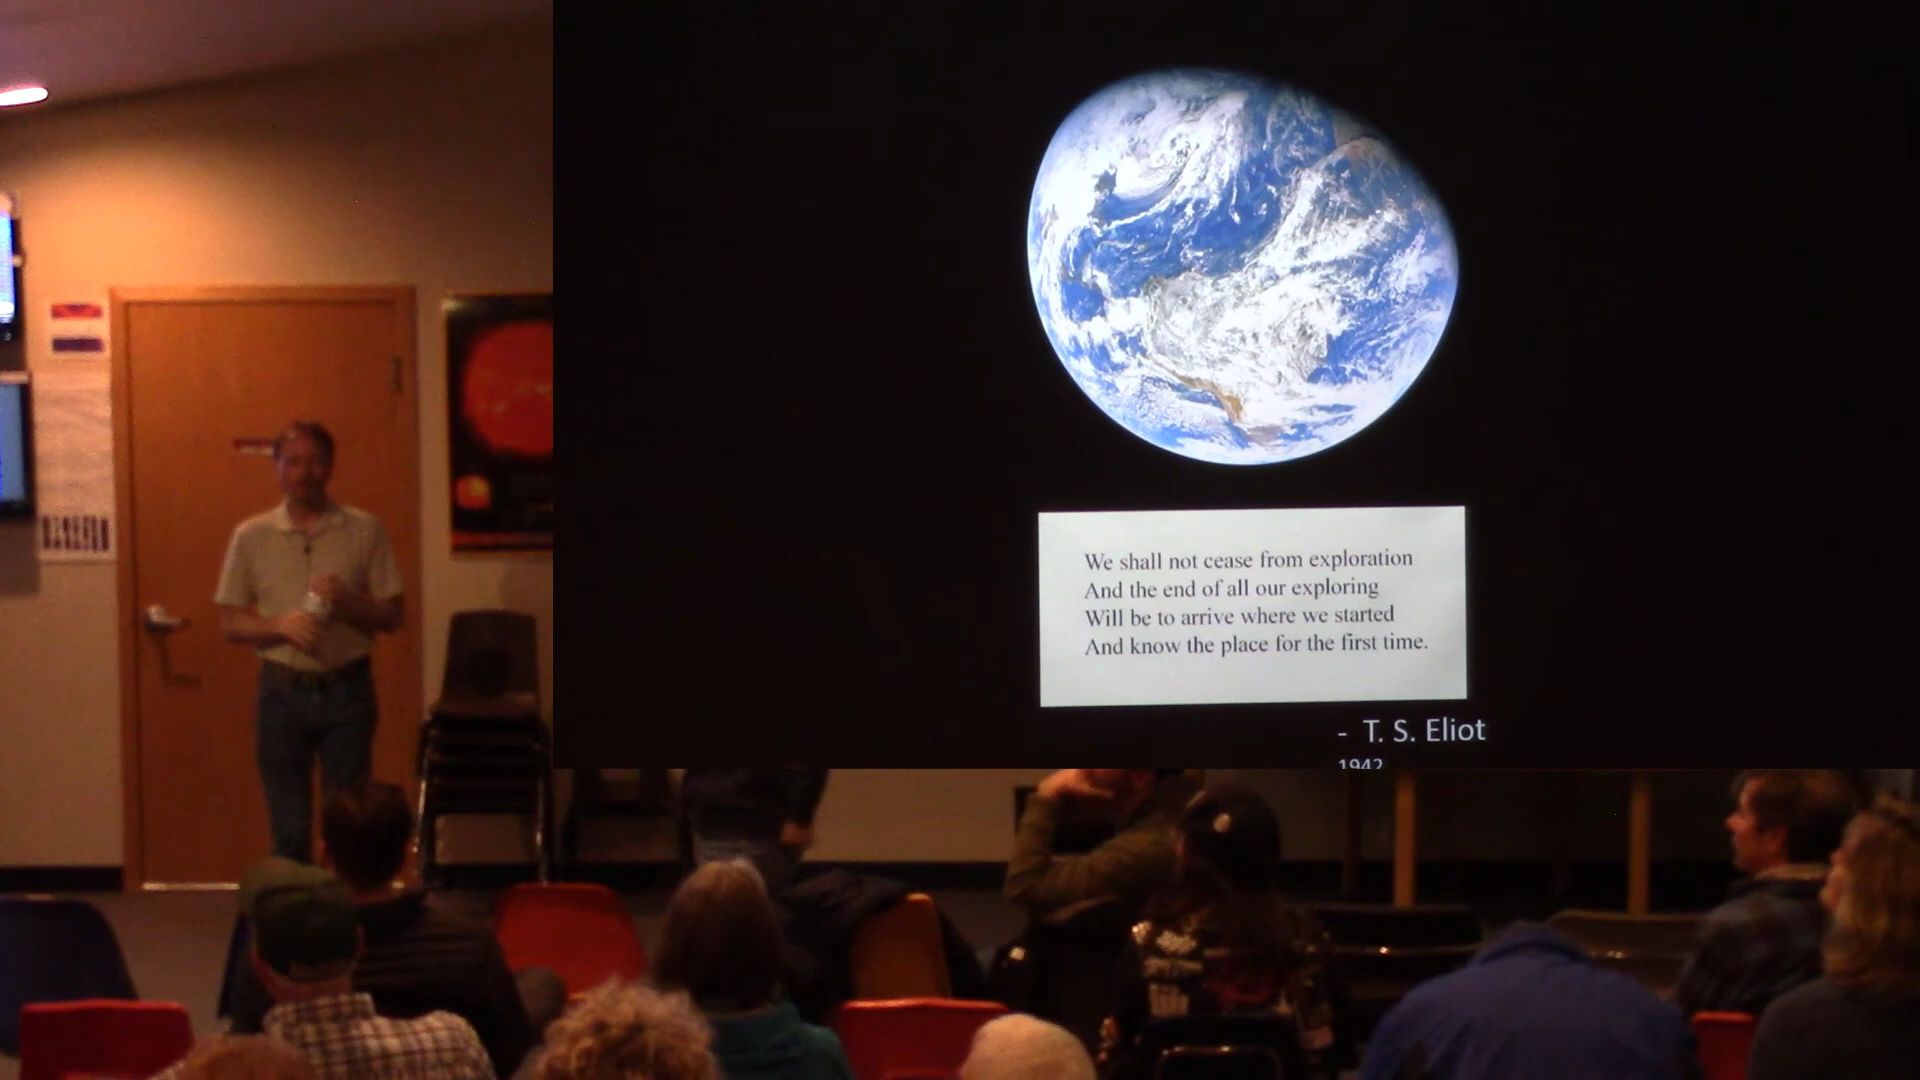 We shall not cease from exploration
And the end of all our exploring
Will be to arrive where we started
And know the place for the first time.
- T. S. Eliot
1942